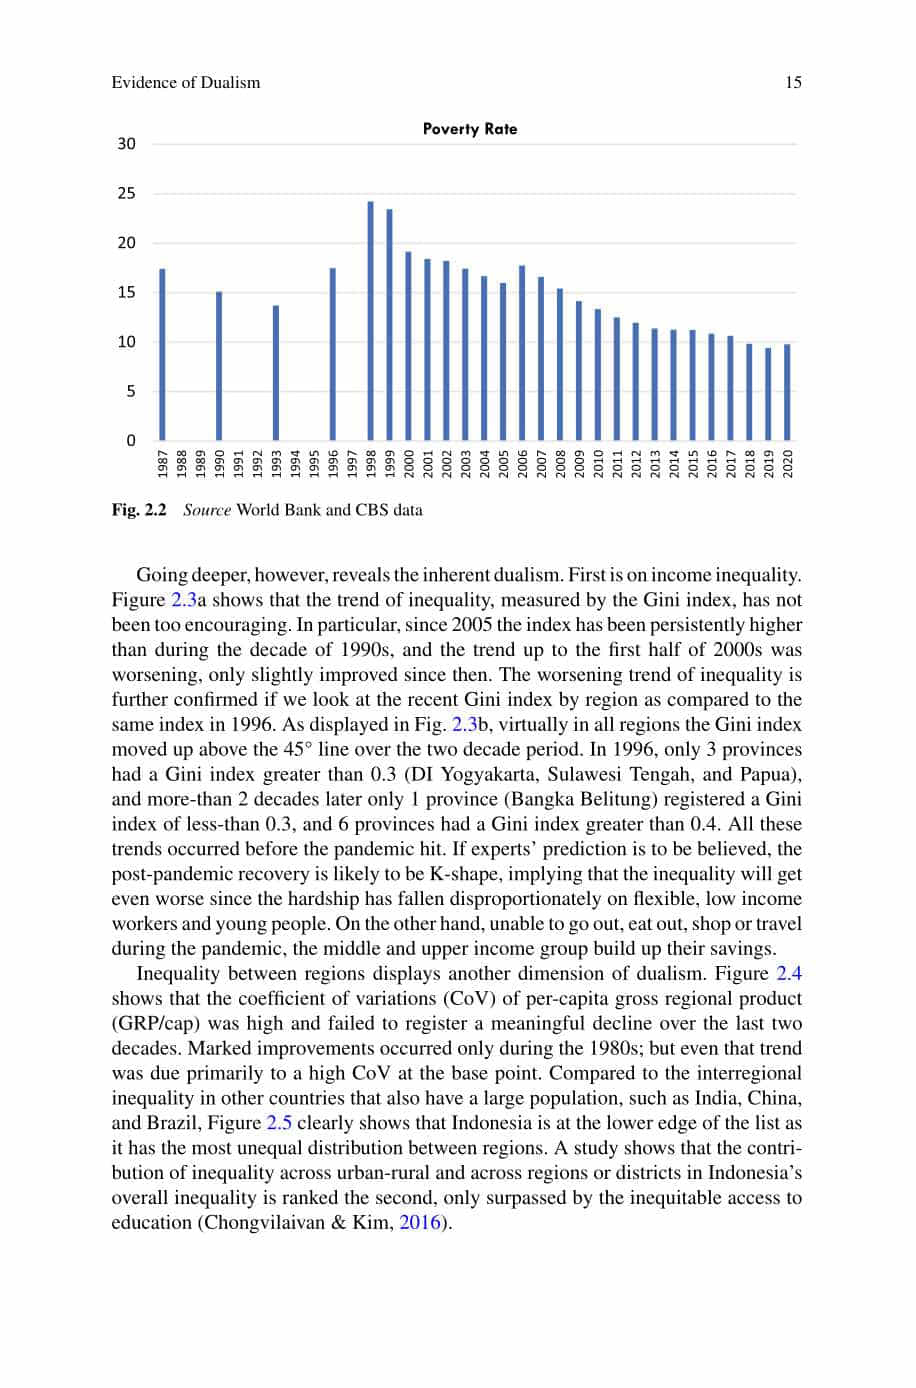 Evidence of Dualism 15
Poverty Rate
30
25
20
15
10
5
0
1987 1988 1989 1990 1991 1992 1993 1994 1995 1996 1997 1998 1999 2000 2001 2002 2003 2004 2005 2006 2007 2008 2009 2010 2011 2012 2013 2014 2015 2016 2017 2018 2019 2020
Fig. 2.2 Source World Bank and CBS data
Going deeper, however, reveals the inherent dualism. First is on income inequality.
Figure 2.3a shows that the trend of inequality, measured by the Gini index, has not
been too encouraging. In particular, since 2005 the index has been persistently higher
than during the decade of 1990s, and the trend up to the first half of 2000s was
worsening, only slightly improved since then. The worsening trend of inequality is
further confirmed if we look at the recent Gini index by region as compared to the
same index in 1996. As displayed in Fig. 2.3b, virtually in all regions the Gini index
moved up above the 45° line over the two decade period. In 1996, only 3 provinces
had a Gini index greater than 0.3 (DI Yogyakarta, Sulawesi Tengah, and Papua),
and more-than 2 decades later only 1 province (Bangka Belitung) registered a Gini
index of less-than 0.3, and 6 provinces had a Gini index greater than 0.4. All these
trends occurred before the pandemic hit. If experts’ prediction is to be believed, the
post-pandemic recovery is likely to be K-shape, implying that the inequality will get
even worse since the hardship has fallen disproportionately on flexible, low income
workers and young people. On the other hand, unable to go out, eat out, shop or travel
during the pandemic, the middle and upper income group build up their savings.
Inequality between regions displays another dimension of dualism. Figure 2.4
shows that the coefficient of variations (CoV) of per-capita gross regional product
(GRP/cap) was high and failed to register a meaningful decline over the last two
decades. Marked improvements occurred only during the 1980s; but even that trend
was due primarily to a high CoV at the base point. Compared to the interregional
inequality in other countries that also have a large population, such as India, China,
and Brazil, Figure 2.5 clearly shows that Indonesia is at the lower edge of the list as
it has the most unequal distribution between regions. A study shows that the contri-
bution of inequality across urban-rural and across regions or districts in Indonesia’s
overall inequality is ranked the second, only surpassed by the inequitable access to
education (Chongvilaivan & Kim, 2016).